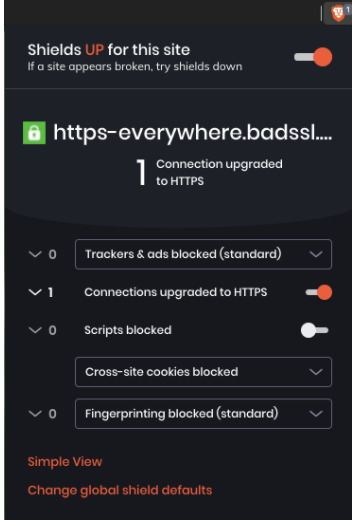 1
Shields UP for this site
If a site appears broken, try shields down
https-everywhere.badssl....
1 Connection upgraded
to HTTPS
0 Trackers & ads blocked (standard)
1 Connections upgraded to HTTPS
0 Scripts blocked
Cross-site cookies blocked
0 Fingerprinting blocked (standard)
Simple View
Change global shield defaults